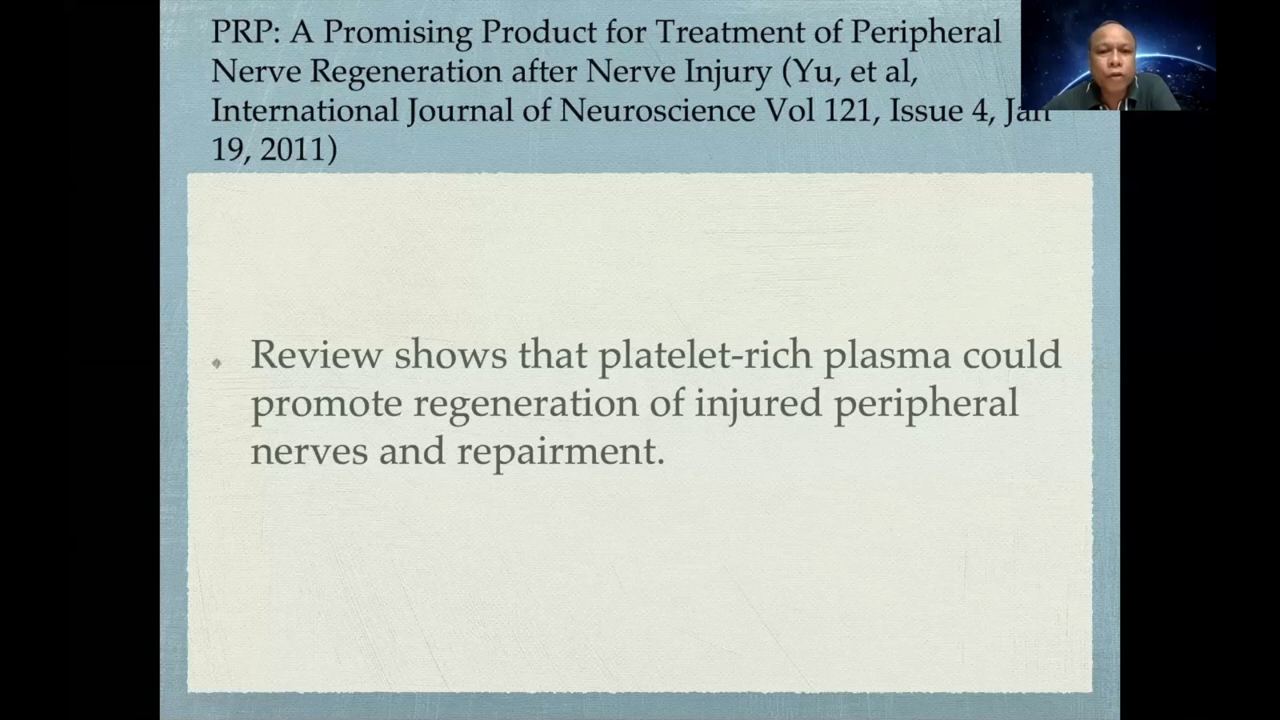 PRP: A Promising Product for Treatment of Peripheral
Nerve Regeneration after Nerve Injury (Yu, et al,
International Journal of Neuroscience Vol 121, Issue 4, Jan
19, 2011)
Review shows that platelet-rich plasma could
promote regeneration of injured peripheral
nerves and repairment.